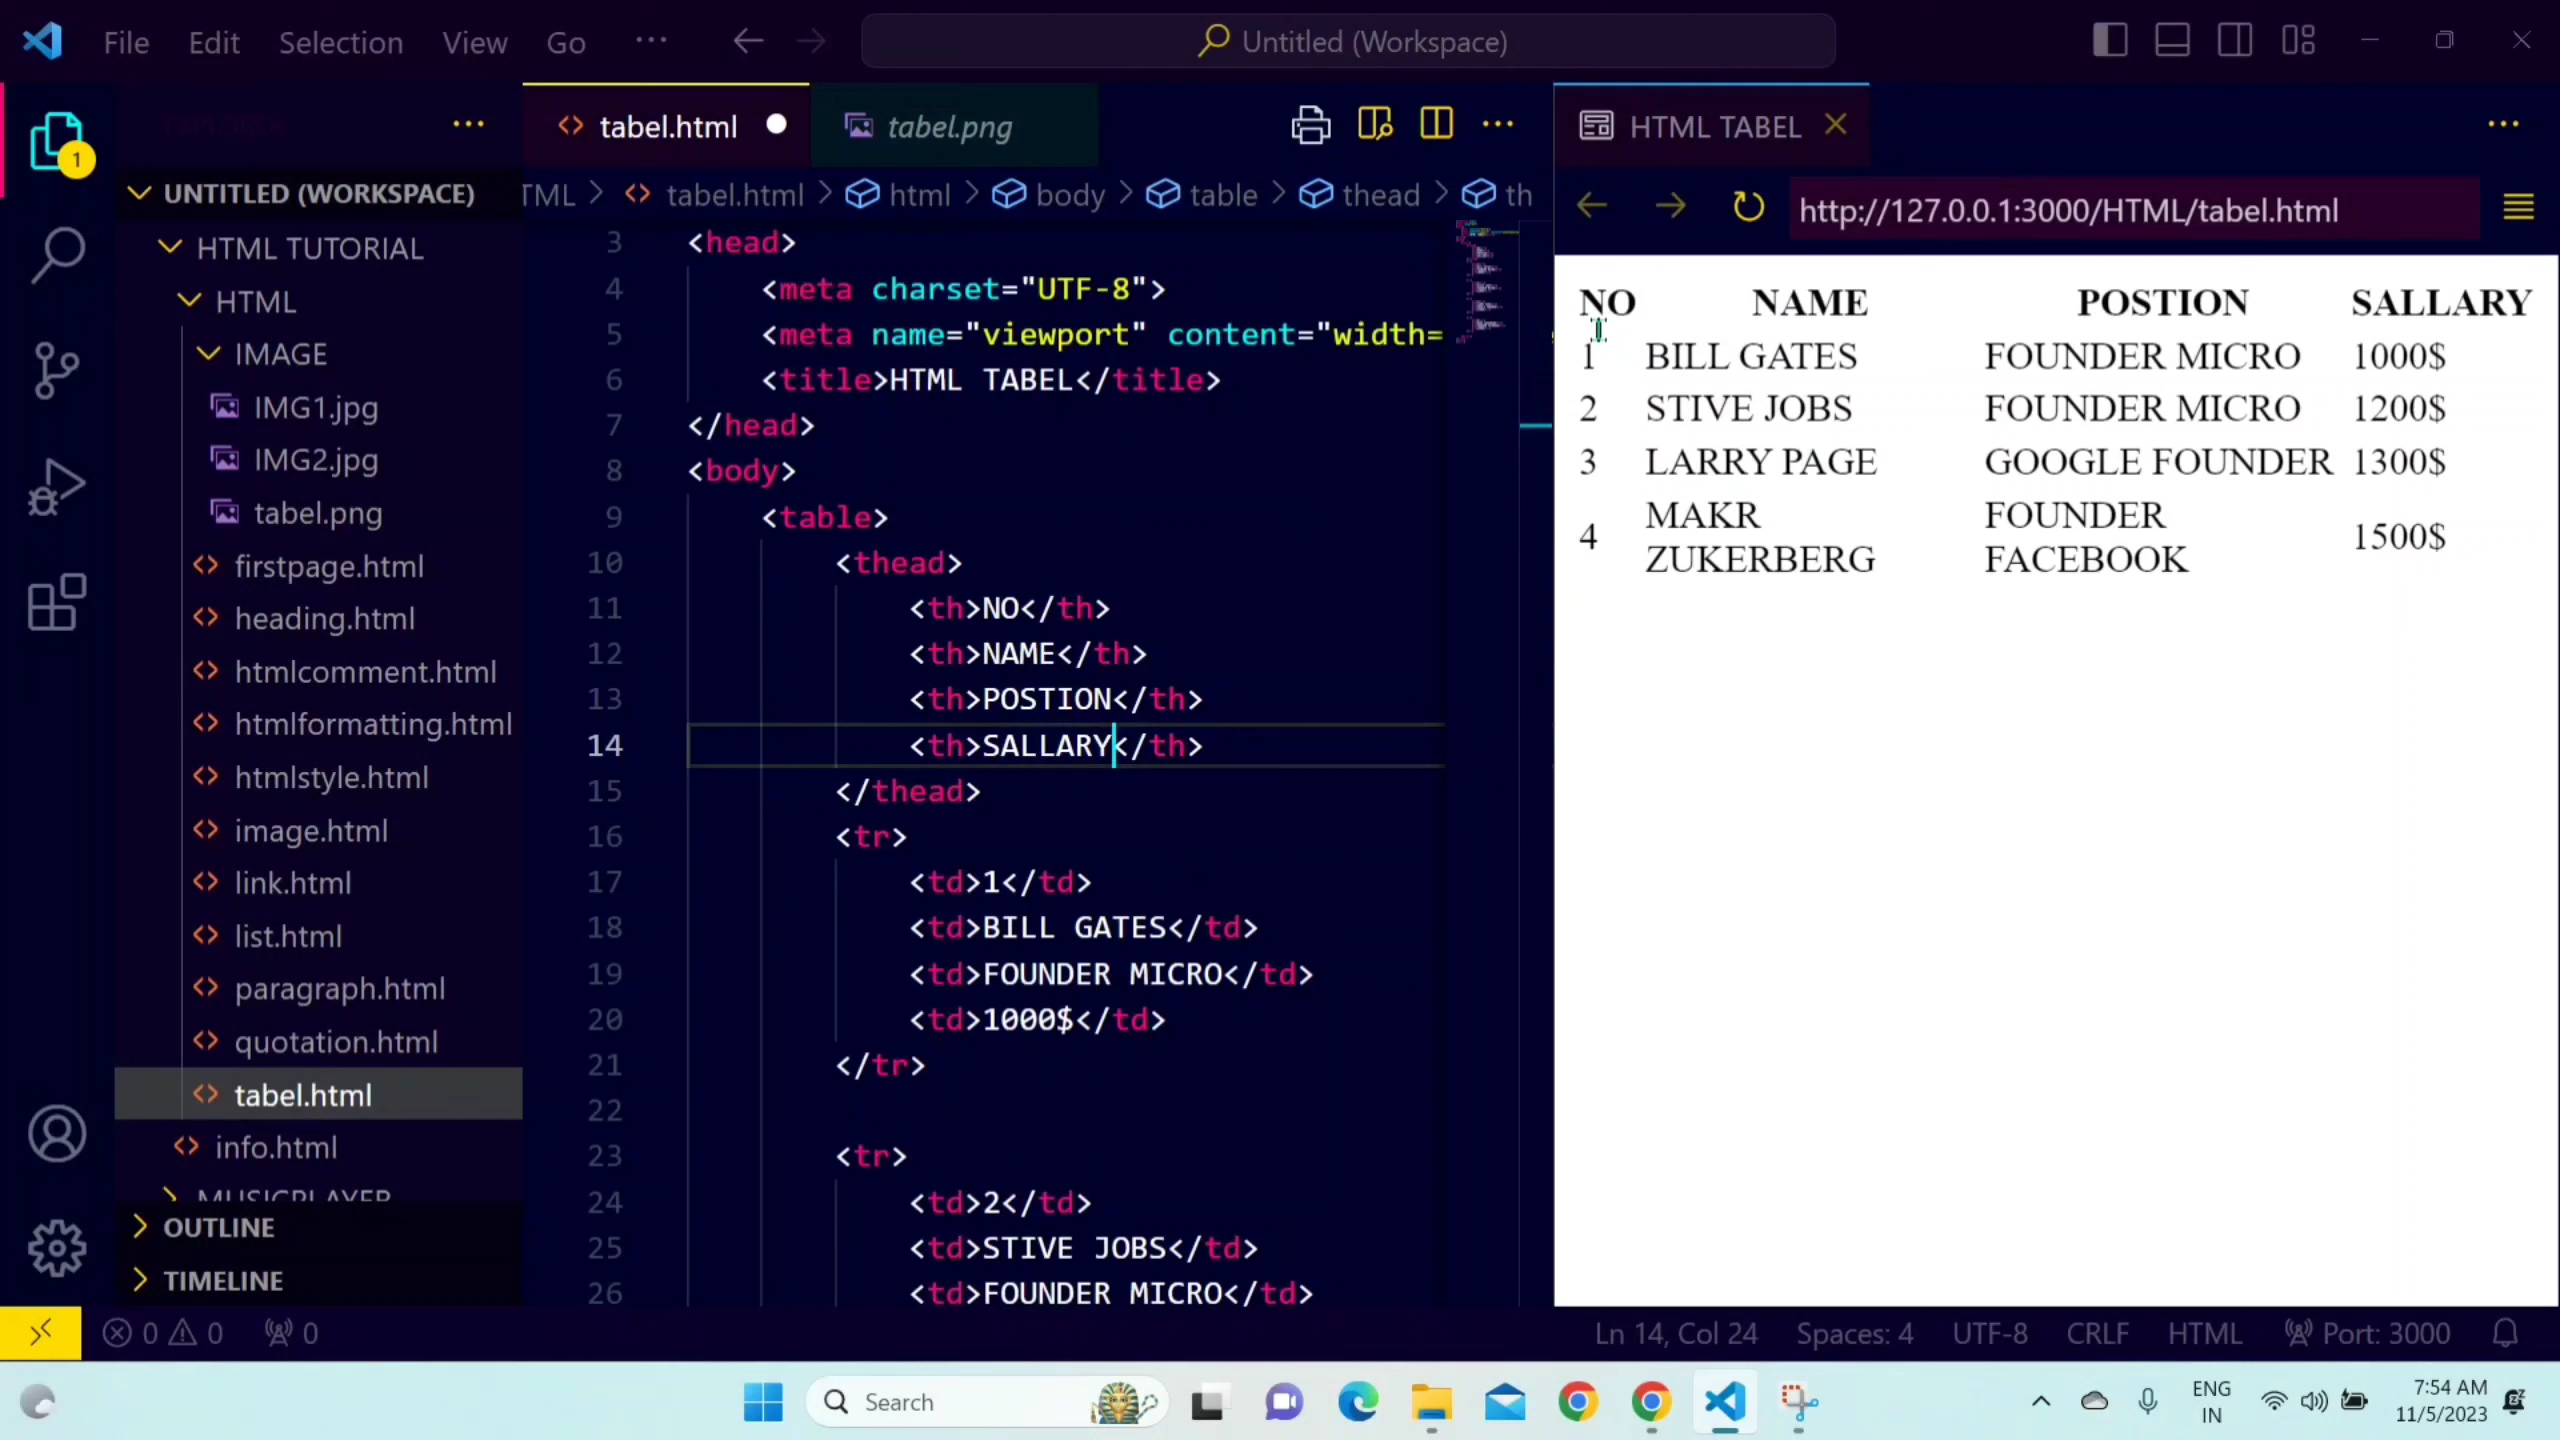 File Edit Selection View Go ... Untitled (Workspace)
EXPLORER
1
UNTITLED (WORKSPACE)
HTML TUTORIAL
HTML
IMAGE
IMG1.jpg
IMG2.jpg
tabel.png
firstpage.html
heading.html
htmlcomment.html
htmlformatting.html
htmlstyle.html
image.html
link.html
list.html
paragraph.html
quotation.html
tabel.html
info.html
MUSICPLAYER
OUTLINE
TIMELINE
tabel.html tabel.png
TML > tabel.html > html > body > table > thead > th
3 <head>
4 <meta charset="UTF-8">
5 <meta name="viewport" content="width=
6 <title>HTML TABEL</title>
7 </head>
8 <body>
9 <table>
10 <thead>
11 <th>NO</th>
12 <th>NAME</th>
13 <th>POSTION</th>
14 <th>SALLARY</th>
15 </thead>
16 <tr>
17 <td>1</td>
18 <td>BILL GATES</td>
19 <td>FOUNDER MICRO</td>
20 <td>1000$</td>
21 </tr>
22
23 <tr>
24 <td>2</td>
25 <td>STIVE JOBS</td>
26 <td>FOUNDER MICRO</td>
HTML TABEL
http://127.0.0.1:3000/HTML/tabel.html
NO NAME POSTION SALLARY
1 BILL GATES FOUNDER MICRO 1000$
2 STIVE JOBS FOUNDER MICRO 1200$
3 LARRY PAGE GOOGLE FOUNDER 1300$
4 MAKR ZUKERBERG FOUNDER FACEBOOK 1500$
0 0 0 Ln 14, Col 24 Spaces: 4 UTF-8 CRLF HTML Port: 3000
Search
ENG
IN
7:54 AM
11/5/2023